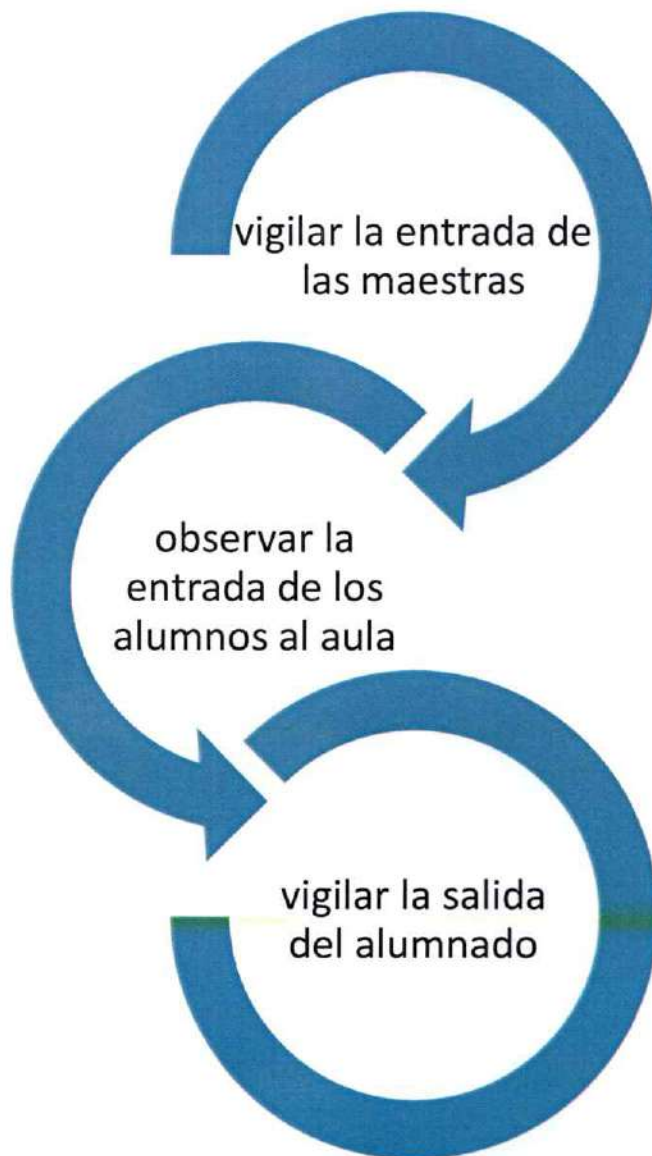 vigilar la entrada de
las maestras
observar la
entrada de los
alumnos al aula
vigilar la salida
del alumnado